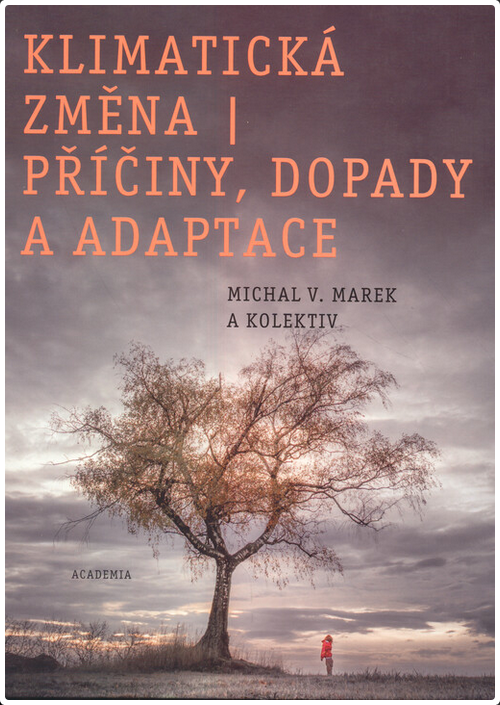 KLIMATICKÁ
ZMĚNA |
PŘÍČINY, DOPADY
A ADAPTACE
MICHAL V. MAREK
A KOLEKTIV
ACADEMIA